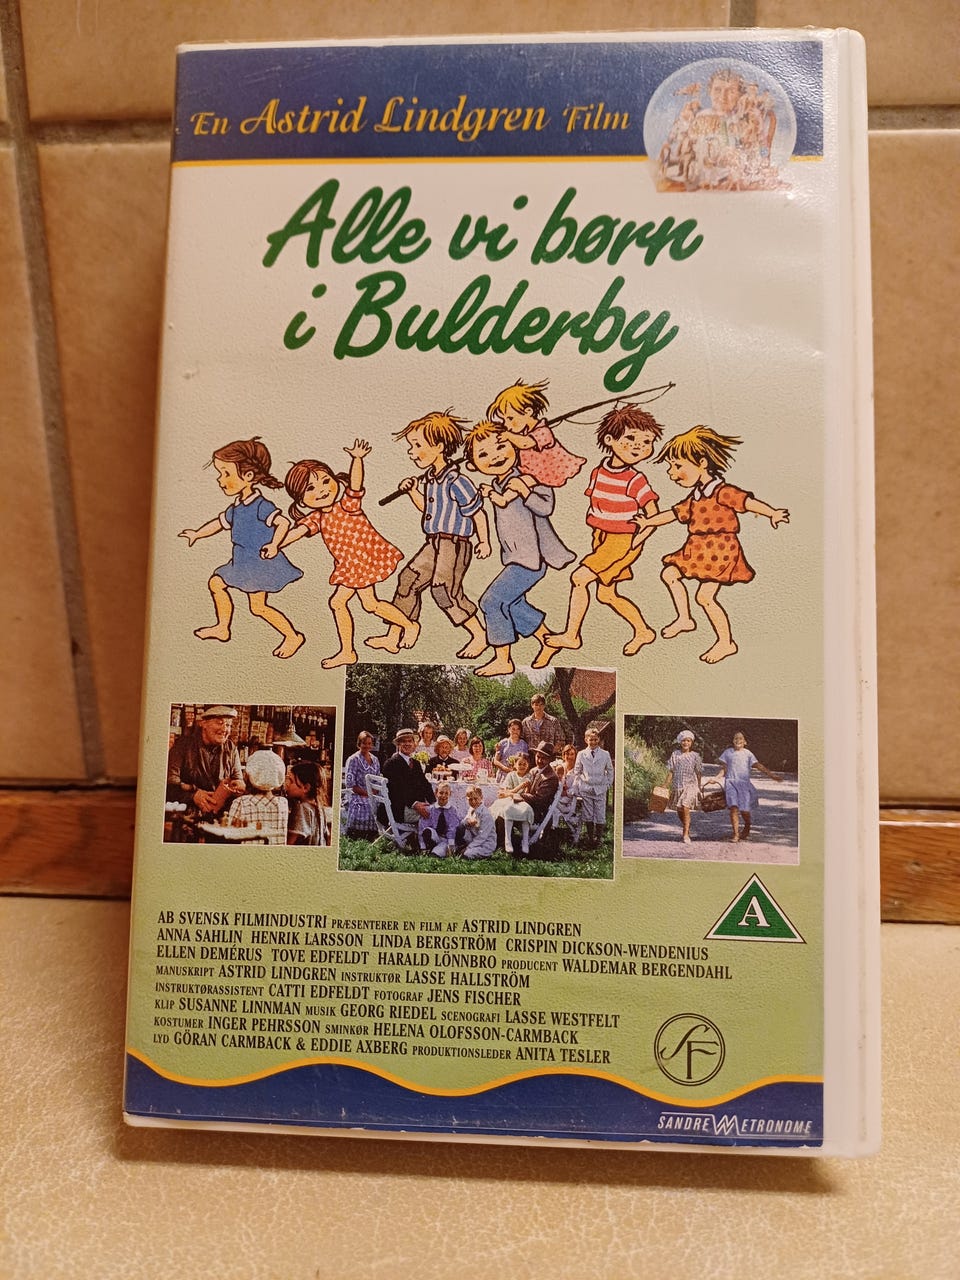 En Astrid Lindgren Film
Alle vi børn
i Bulderby
A
AB SVENSK FILMINDUSTRI PRÆSENTERER EN FILM AF ASTRID LINDGREN
ANNA SAHLIN HENRIK LARSSON LINDA BERGSTRÖM CRISPIN DICKSON-WENDENIUS
ELLEN DEMÉRUS TOVE EDFELDT HARALD LÖNNBRO PRODUCENT WALDEMAR BERGENDAHL
MANUSKRIPT ASTRID LINDGREN INSTRUKTØR LASSE HALLSTRÖM
INSTRUKTØRASSISTENT CATTI EDFELDT FOTOGRAF JENS FISCHER
KLIP SUSANNE LINNMAN MUSIK GEORG RIEDEL SCENOGRAFI LASSE WESTFELT
KOSTUMER INGER PEHRSSON SMINKØR HELENA OLOFSSON-CARMBACK
LYD GÖRAN CARMBACK & EDDIE AXBERG PRODUKTIONSLEDER ANITA TESLER
SF
SANDREW METRONOME